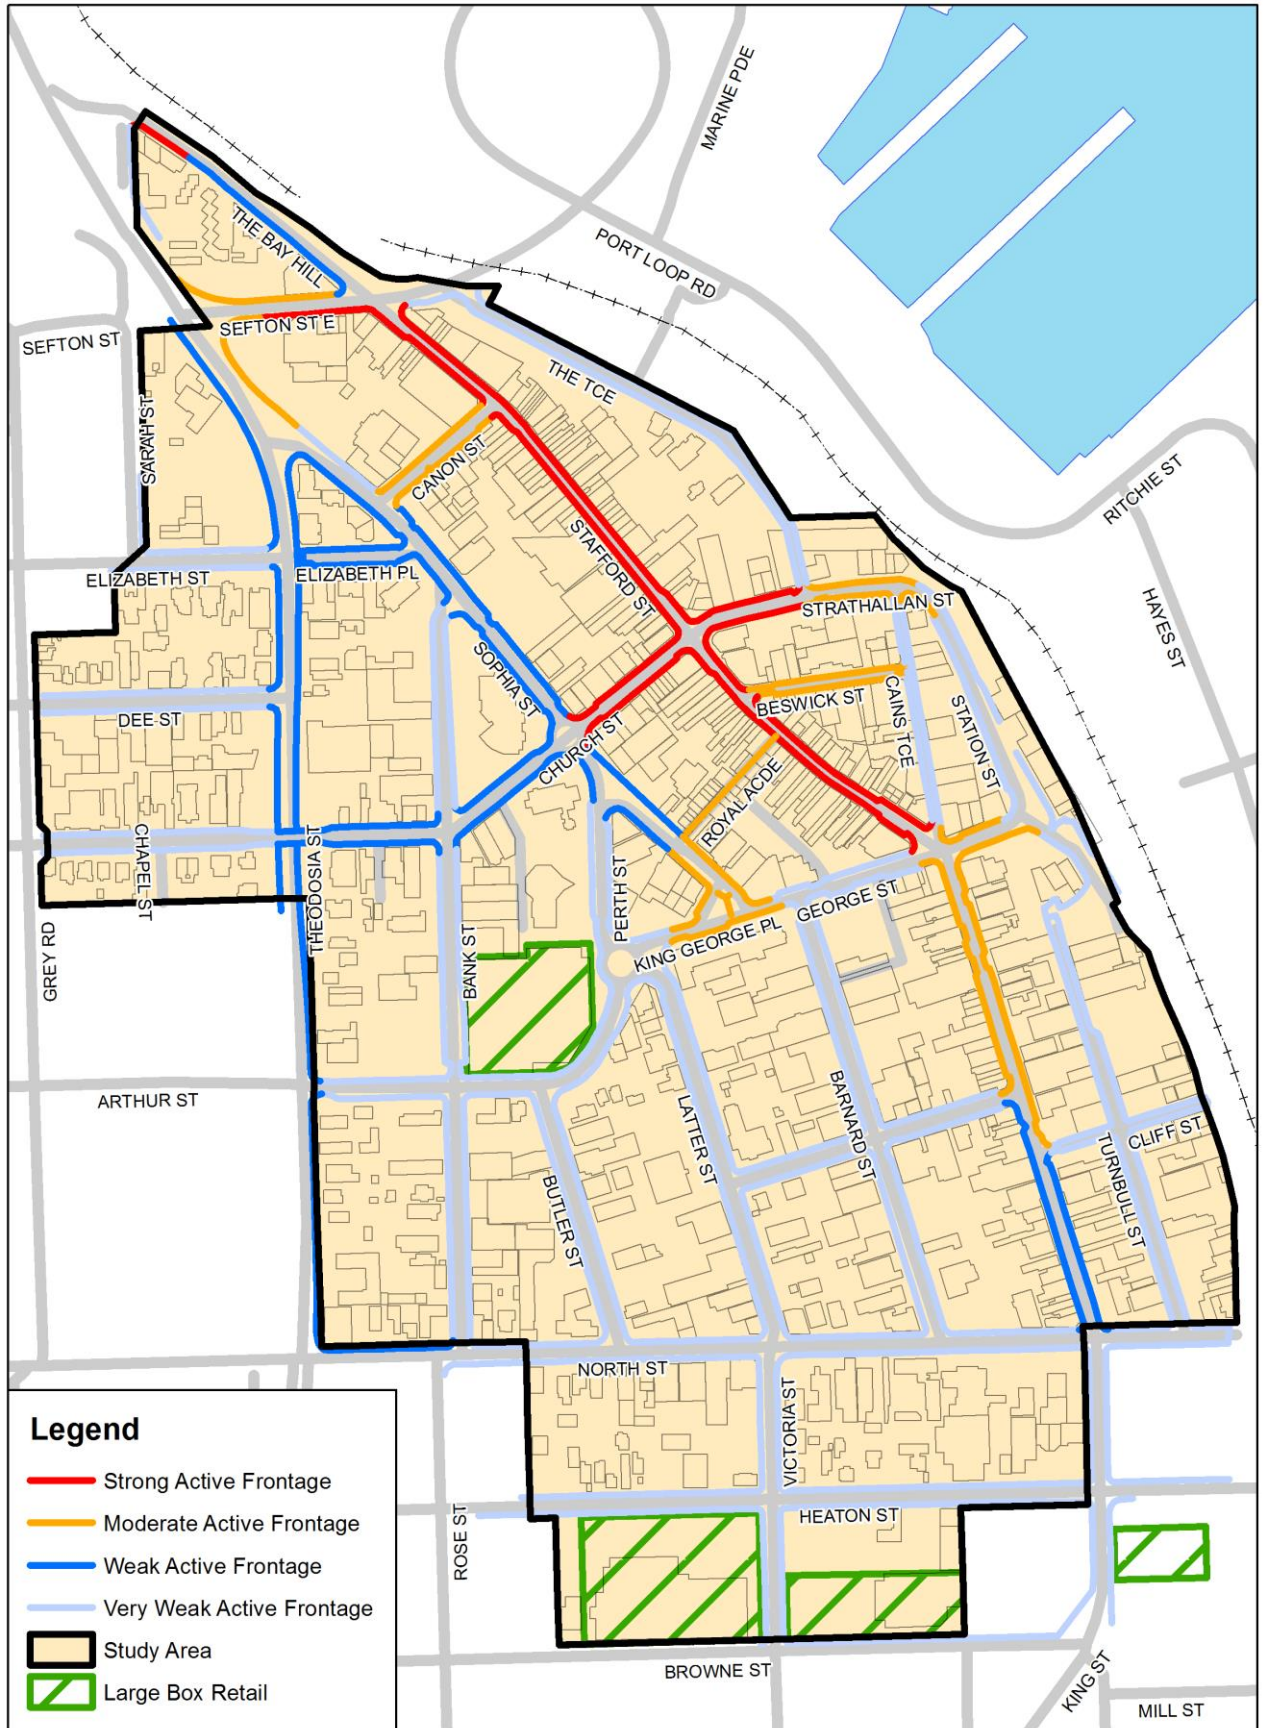 MARINE PDE
THE BAY HILL
PORT LOOP RD
SEFTON ST
SEFTON ST E
THE TCE
SARAH ST
CANON ST
RITCHIE ST
STAFFORD ST
ELIZABETH ST
ELIZABETH PL
STRATHALLAN ST
HAYES ST
SOPHIA ST
DEE ST
BESWICK ST
CAINS TCE
STATION ST
CHURCH ST
ROYAL ACDE
CHAPEL ST
THEODOSIA ST
PERTH ST
GEORGE ST
KING GEORGE PL
GREY RD
BANK ST
ARTHUR ST
LATTER ST
BARNARD ST
CLIFF ST
TURNBULL ST
BUTLER ST
NORTH ST
VICTORIA ST
HEATON ST
ROSE ST
BROWNE ST
KING ST
MILL ST
Legend
Strong Active Frontage
Moderate Active Frontage
Weak Active Frontage
Very Weak Active Frontage
Study Area
Large Box Retail